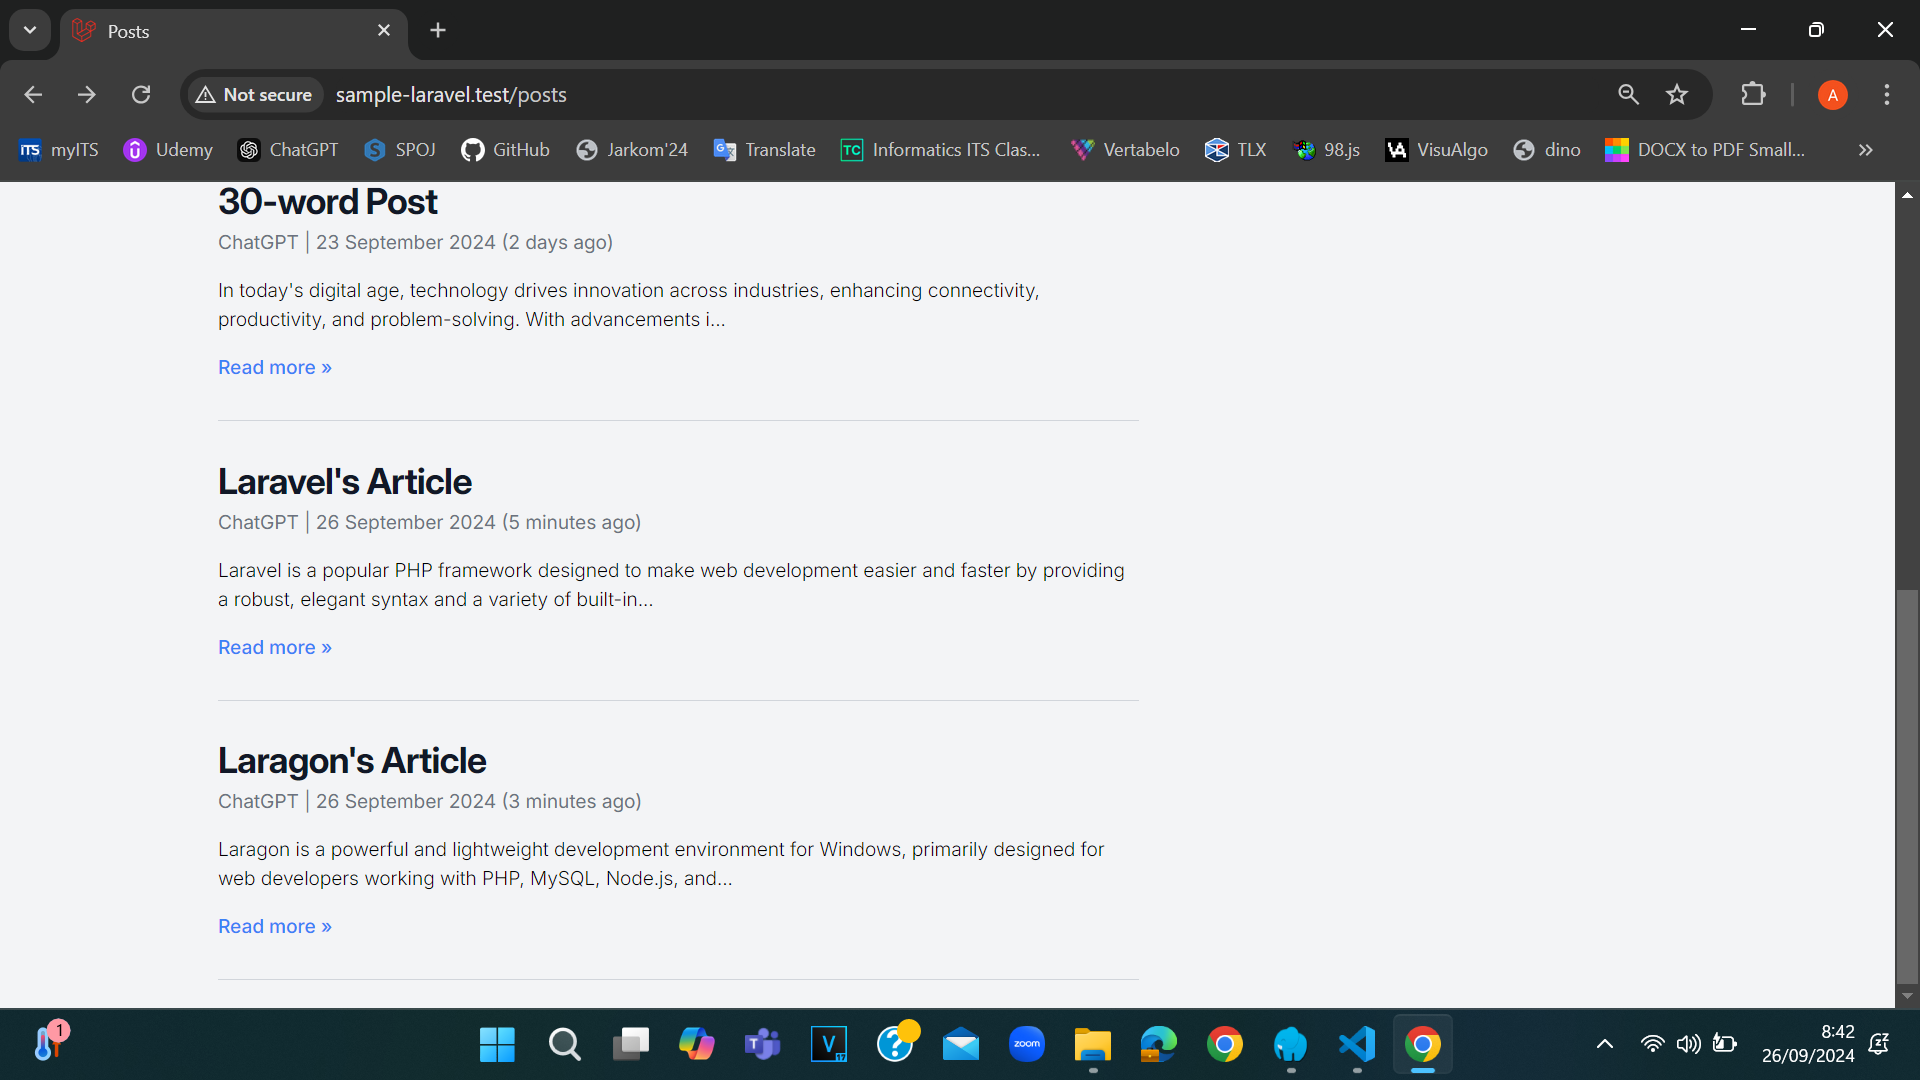 Posts
Not secure
sample-laravel.test/posts
A
ITS myITS
Udemy
ChatGPT
SPOJ
GitHub
Jarkom'24
Translate
TC Informatics ITS Clas...
Vertabelo
TLX
98.js
VA VisuAlgo
dino
DOCX to PDF Small...
30-word Post
ChatGPT | 23 September 2024 (2 days ago)
In today's digital age, technology drives innovation across industries, enhancing connectivity,
productivity, and problem-solving. With advancements i...
Read more »
Laravel's Article
ChatGPT | 26 September 2024 (5 minutes ago)
Laravel is a popular PHP framework designed to make web development easier and faster by providing
a robust, elegant syntax and a variety of built-in...
Read more »
Laragon's Article
ChatGPT | 26 September 2024 (3 minutes ago)
Laragon is a powerful and lightweight development environment for Windows, primarily designed for
web developers working with PHP, MySQL, Node.js, and...
Read more »
1
T
V
17
?
zoom
8:42
26/09/2024